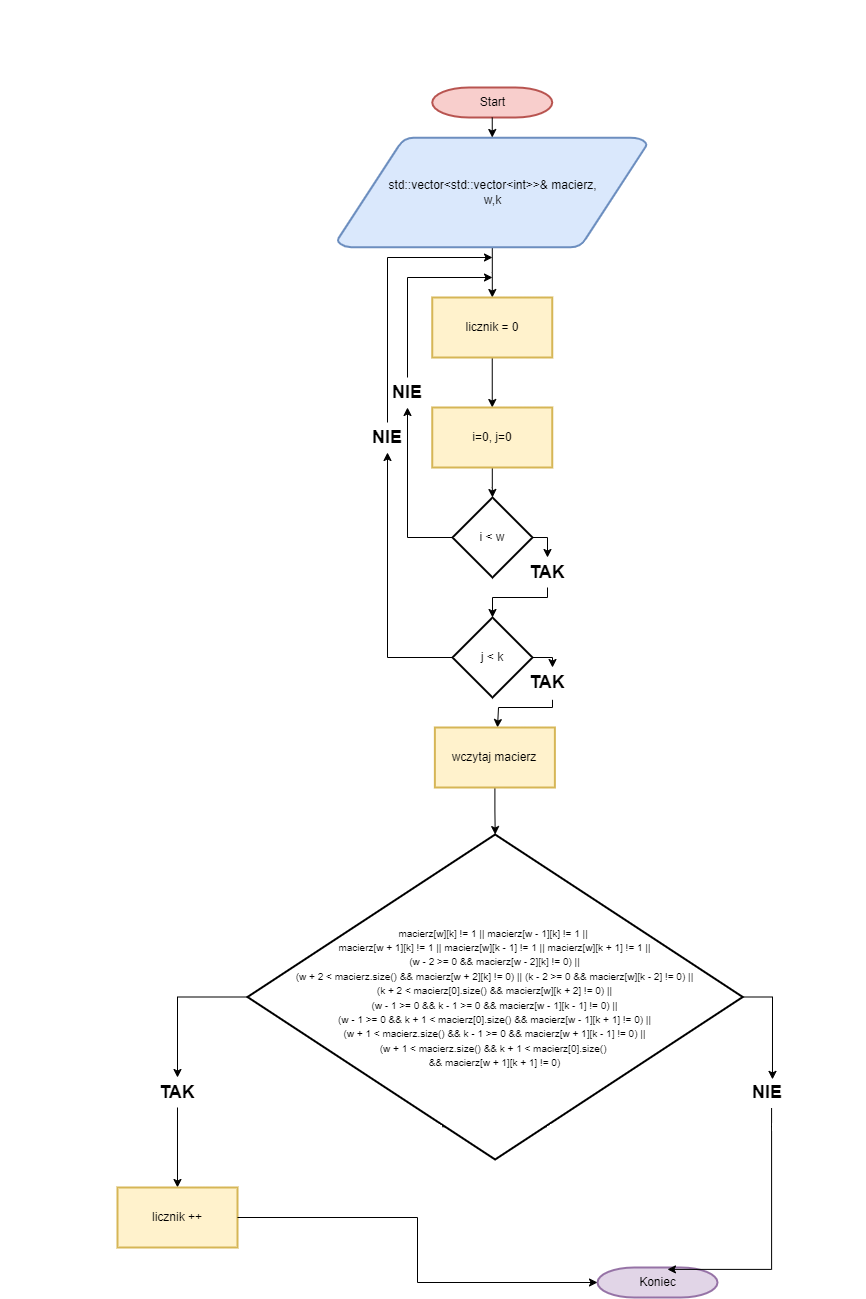 Start
std::vector<std::vector<int>>& macierz,
w,k
licznik = 0
NIE
i=0, j=0
NIE
i < w
TAK
j < k
TAK
wczytaj macierz
macierz[w][k] != 1 || macierz[w - 1][k] != 1 ||
macierz[w + 1][k] != 1 || macierz[w][k - 1] != 1 || macierz[w][k + 1] != 1 ||
(w - 2 >= 0 && macierz[w - 2][k] != 0) ||
(w + 2 < macierz.size() && macierz[w + 2][k] != 0) || (k - 2 >= 0 && macierz[w][k - 2] != 0) ||
(k + 2 < macierz[0].size() && macierz[w][k + 2] != 0) ||
(w - 1 >= 0 && k - 1 >= 0 && macierz[w - 1][k - 1] != 0) ||
(w - 1 >= 0 && k + 1 < macierz[0].size() && macierz[w - 1][k + 1] != 0) ||
(w + 1 < macierz.size() && k - 1 >= 0 && macierz[w + 1][k - 1] != 0) ||
(w + 1 < macierz.size() && k + 1 < macierz[0].size()
&& macierz[w + 1][k + 1] != 0)
TAK
NIE
licznik ++
Koniec